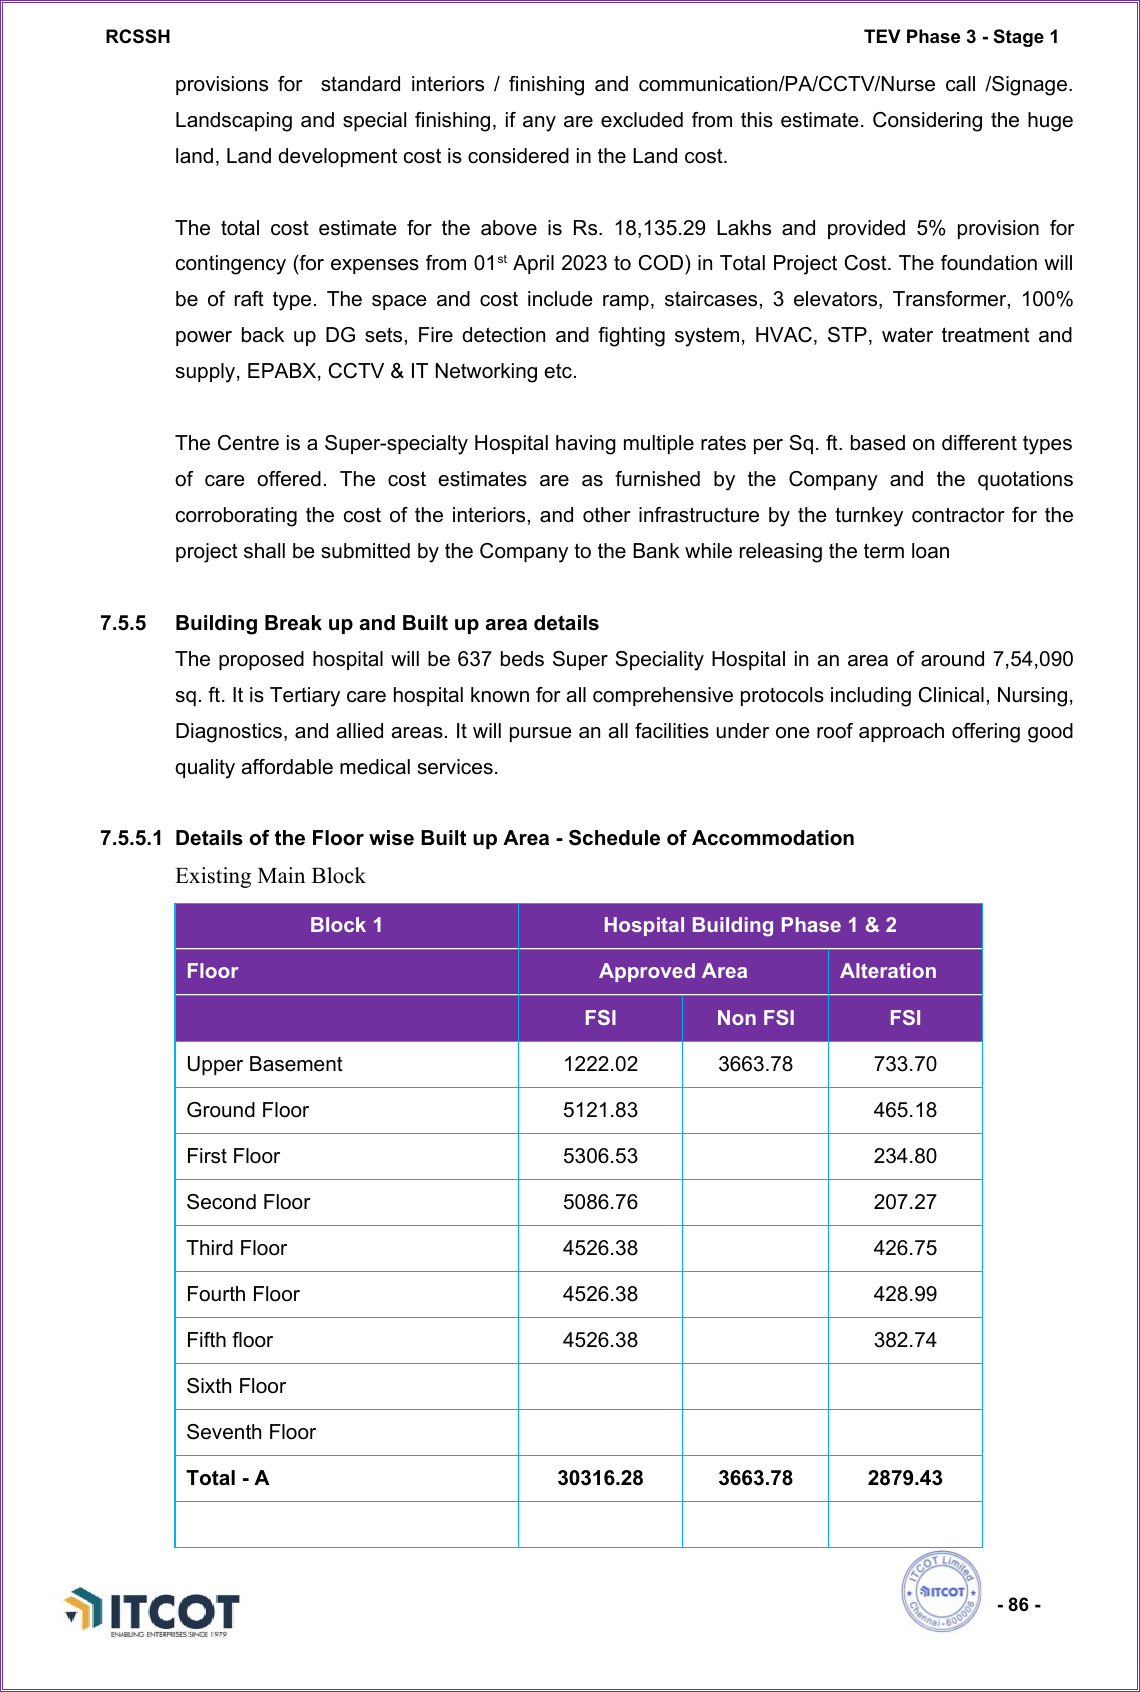 RCSSH TEV Phase 3 - Stage 1
provisions for standard interiors / finishing and communication/PA/CCTV/Nurse call /Signage.
Landscaping and special finishing, if any are excluded from this estimate. Considering the huge
land, Land development cost is considered in the Land cost.
The total cost estimate for the above is Rs. 18,135.29 Lakhs and provided 5% provision for
contingency (for expenses from 01st April 2023 to COD) in Total Project Cost. The foundation will
be of raft type. The space and cost include ramp, staircases, 3 elevators, Transformer, 100%
power back up DG sets, Fire detection and fighting system, HVAC, STP, water treatment and
supply, EPABX, CCTV & IT Networking etc.
The Centre is a Super-specialty Hospital having multiple rates per Sq. ft. based on different types
of care offered. The cost estimates are as furnished by the Company and the quotations
corroborating the cost of the interiors, and other infrastructure by the turnkey contractor for the
project shall be submitted by the Company to the Bank while releasing the term loan
7.5.5 Building Break up and Built up area details
The proposed hospital will be 637 beds Super Speciality Hospital in an area of around 7,54,090
sq. ft. It is Tertiary care hospital known for all comprehensive protocols including Clinical, Nursing,
Diagnostics, and allied areas. It will pursue an all facilities under one roof approach offering good
quality affordable medical services.
7.5.5.1 Details of the Floor wise Built up Area - Schedule of Accommodation
Existing Main Block
Block 1 Hospital Building Phase 1 & 2
Floor Approved Area Alteration
FSI Non FSI FSI
Upper Basement 1222.02 3663.78 733.70
Ground Floor 5121.83 465.18
First Floor 5306.53 234.80
Second Floor 5086.76 207.27
Third Floor 4526.38 426.75
Fourth Floor 4526.38 428.99
Fifth floor 4526.38 382.74
Sixth Floor
Seventh Floor
Total - A 30316.28 3663.78 2879.43
ITCOT
ENABLING ENTERPRISES SINCE 1979
ITCOT Limited
ITCOT
Chennai-600006
- 86 -